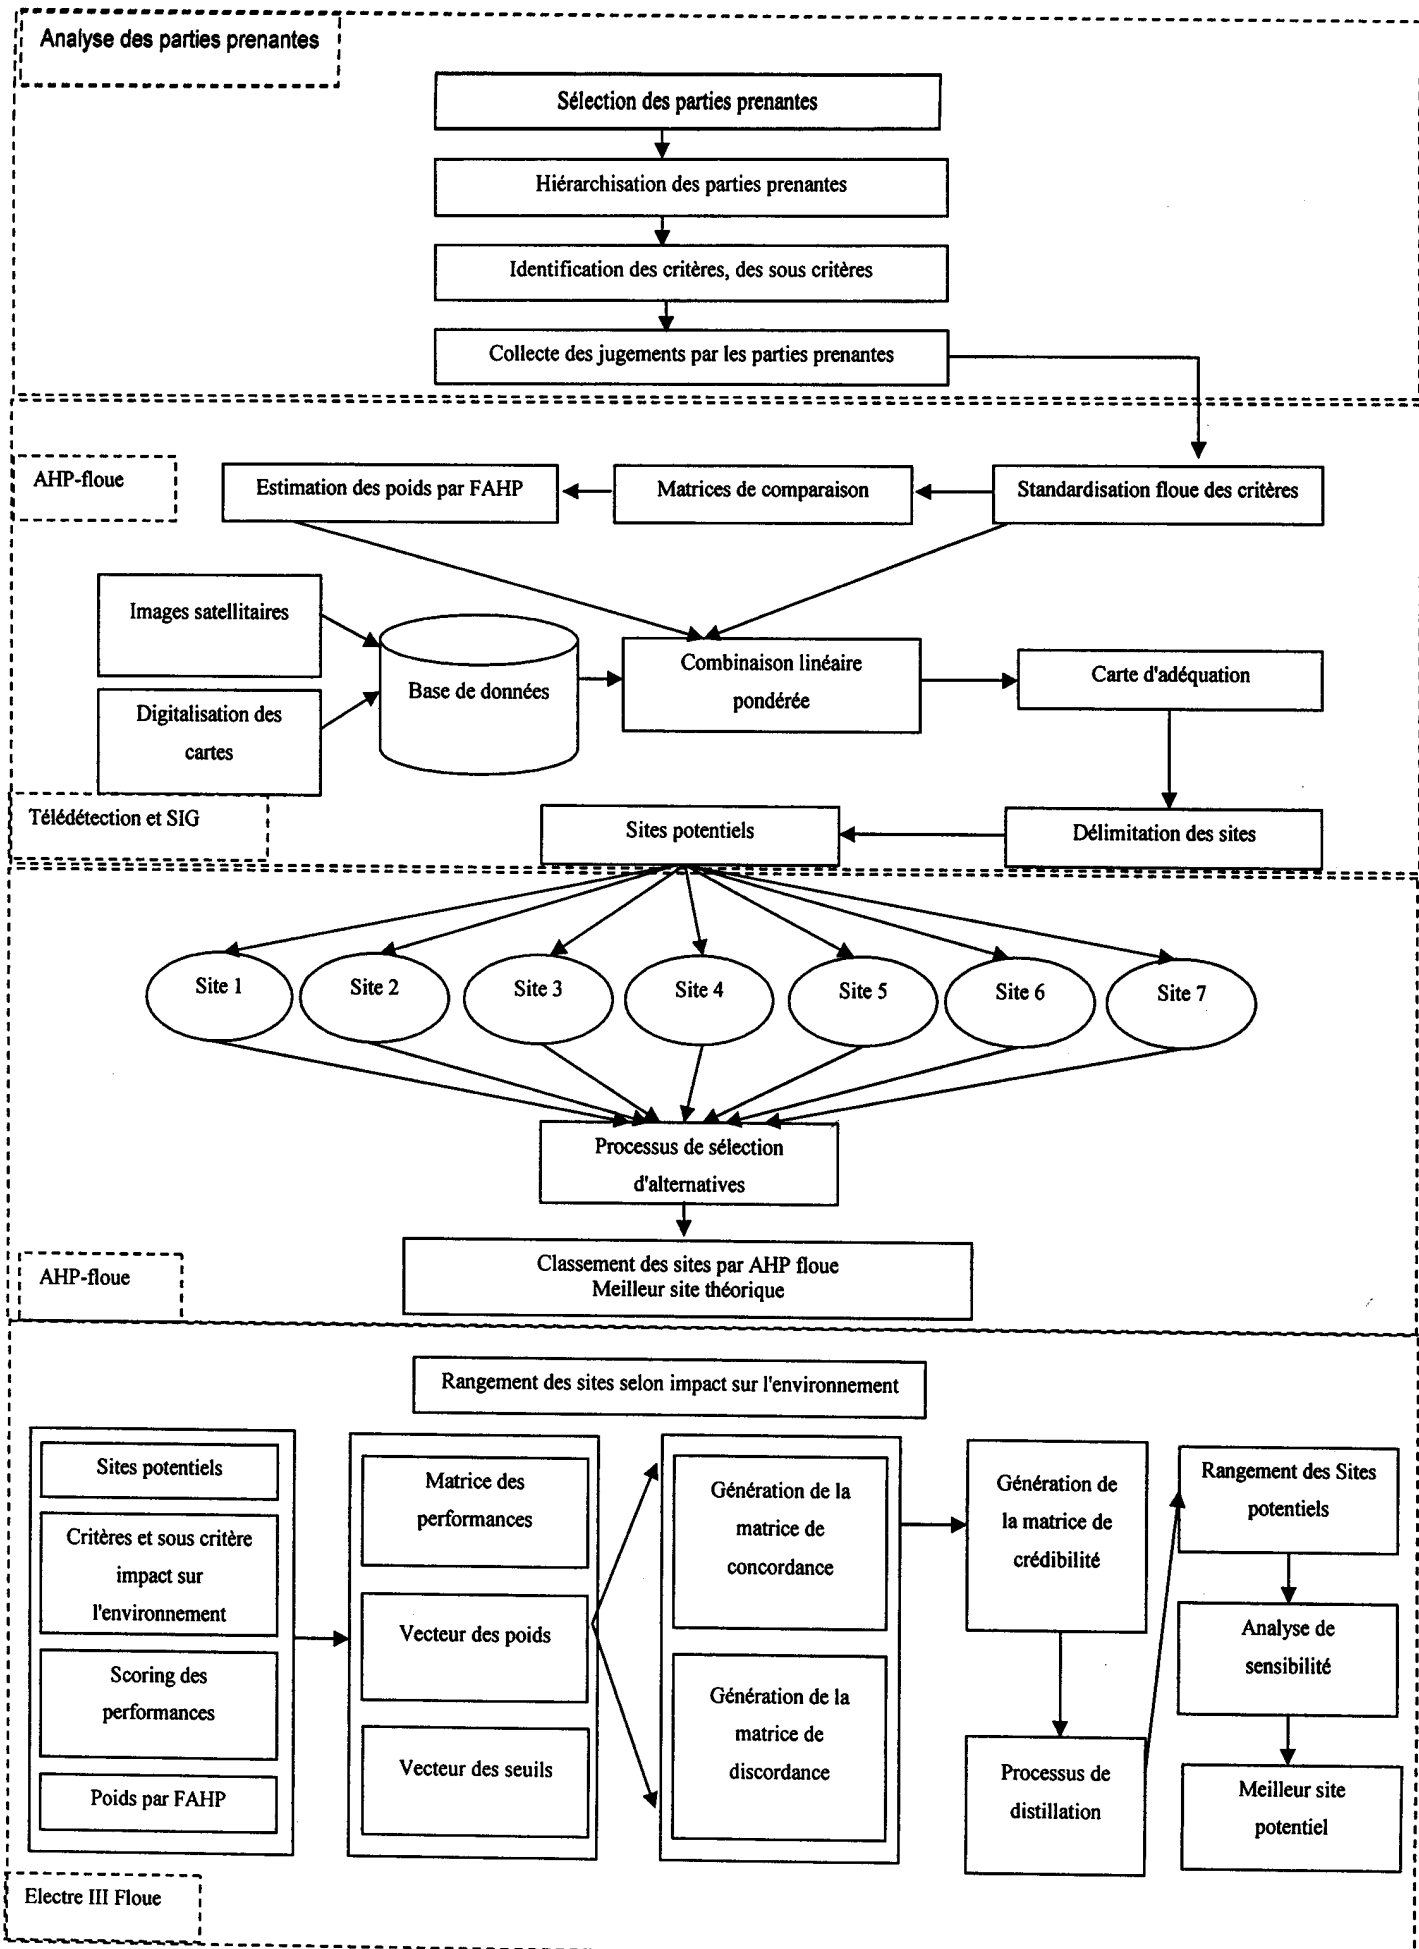 Analyse des parties prenantes
Sélection des parties prenantes
Hiérarchisation des parties prenantes
Identification des critères, des sous critères
Collecte des jugements par les parties prenantes
AHP-floue
Estimation des poids par FAHP
Matrices de comparaison
Standardisation floue des critères
Images satellitaires
Digitalisation des
cartes
Base de données
Combinaison linéaire
pondérée
Carte d'adéquation
Télédétection et SIG
Sites potentiels
Délimitation des sites
Site 1
Site 2
Site 3
Site 4
Site 5
Site 6
Site 7
Processus de sélection
d'alternatives
AHP-floue
Classement des sites par AHP floue
Meilleur site théorique
Rangement des sites selon impact sur l'environnement
Sites potentiels
Critères et sous critère
impact sur
l'environnement
Scoring des
performances
Poids par FAHP
Matrice des
performances
Vecteur des poids
Vecteur des seuils
Génération de la
matrice de
concordance
Génération de la
matrice de
discordance
Génération de
la matrice de
crédibilité
Processus de
distillation
Rangement des Sites
potentiels
Analyse de
sensibilité
Meilleur site
potentiel
Electre III Floue